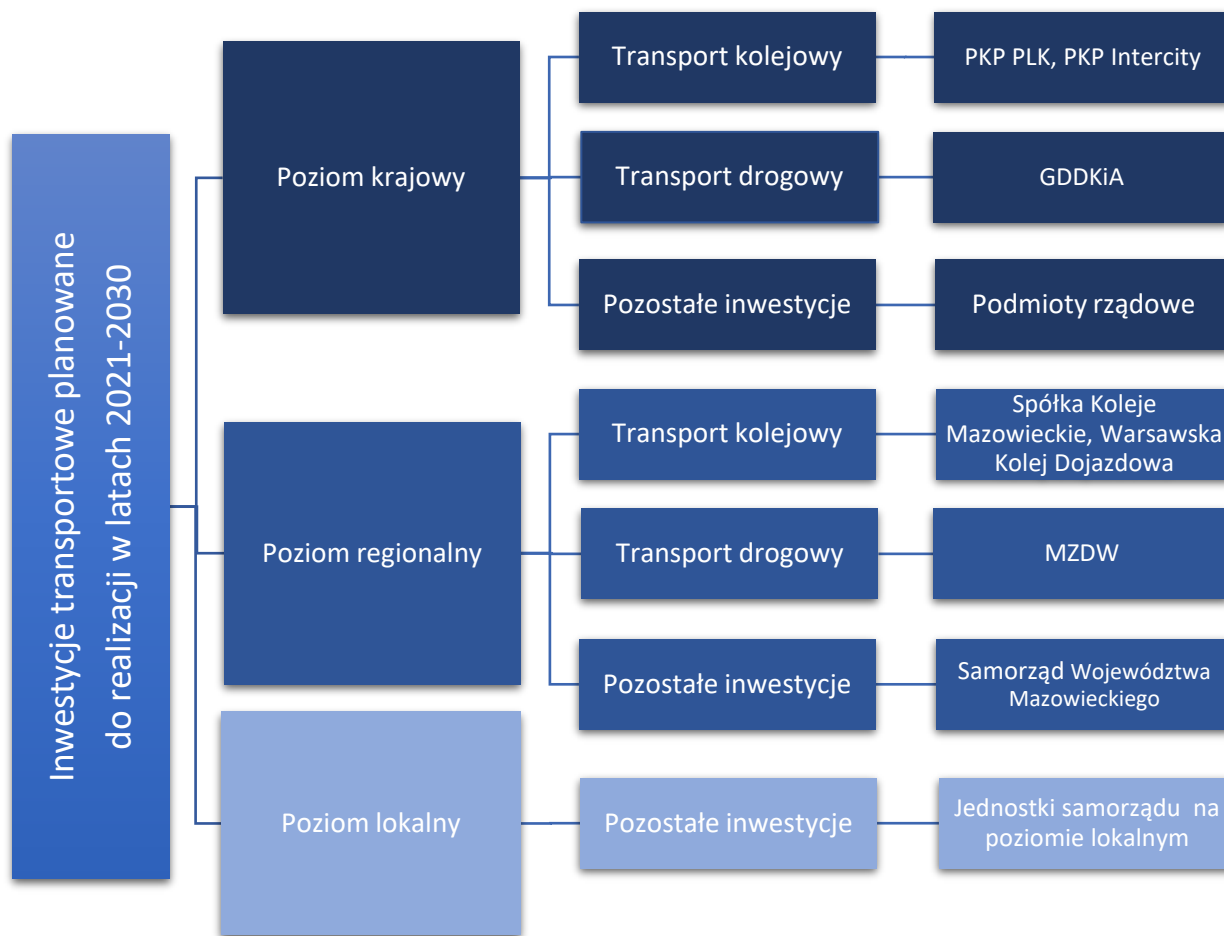 Inwestycje transportowe planowane
do realizacji w latach 2021-2030
Poziom krajowy
Transport kolejowy
PKP PLK, PKP Intercity
Transport drogowy
GDDKiA
Pozostałe inwestycje
Podmioty rządowe
Poziom regionalny
Transport kolejowy
Spółka Koleje
Mazowieckie, Warsawska
Kolej Dojazdowa
Transport drogowy
MZDW
Pozostałe inwestycje
Samorząd Województwa
Mazowieckiego
Poziom lokalny
Pozostałe inwestycje
Jednostki samorządu na
poziomie lokalnym